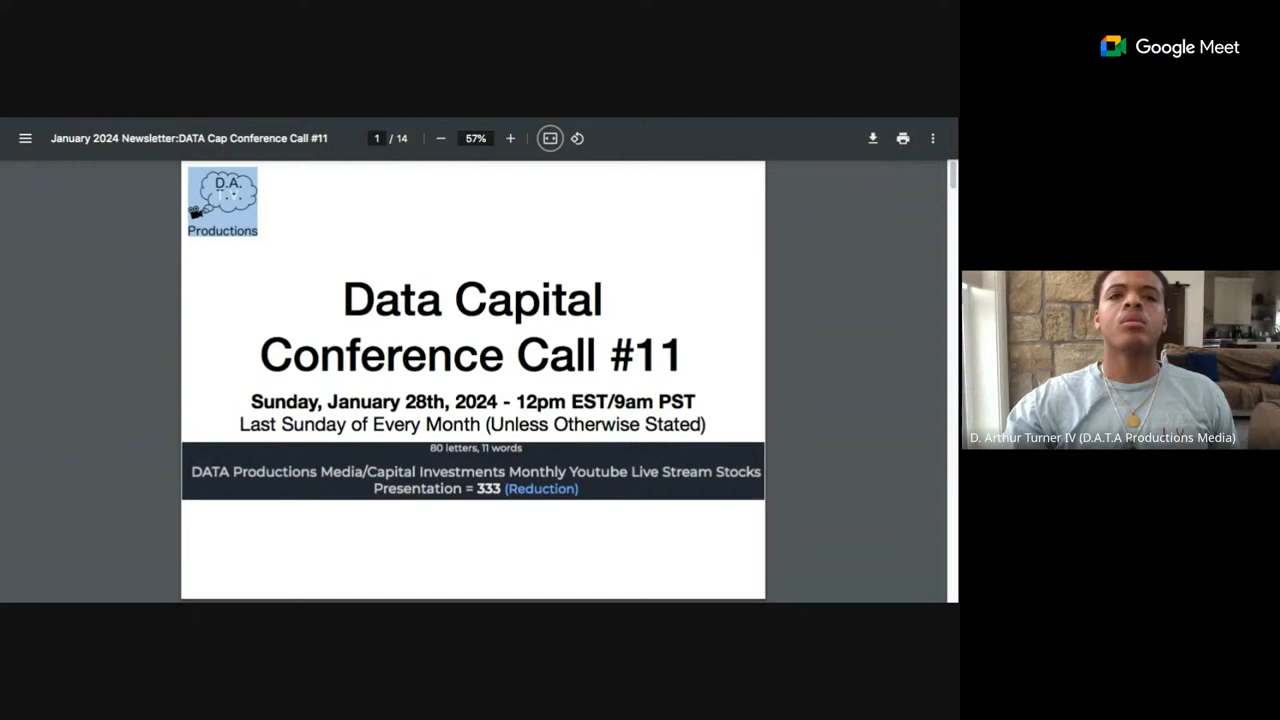 Google Meet
January 2024 Newsletter:DATA Cap Conference Call #11
1 / 14
57%
D.A.
T.V.
Productions
Data Capital
Conference Call #11
Sunday, January 28th, 2024 - 12pm EST/9am PST
Last Sunday of Every Month (Unless Otherwise Stated)
80 letters, 11 words
DATA Productions Media/Capital Investments Monthly Youtube Live Stream Stocks
Presentation = 333 (Reduction)
D. Arthur Turner IV (D.A.T.A Productions Media)